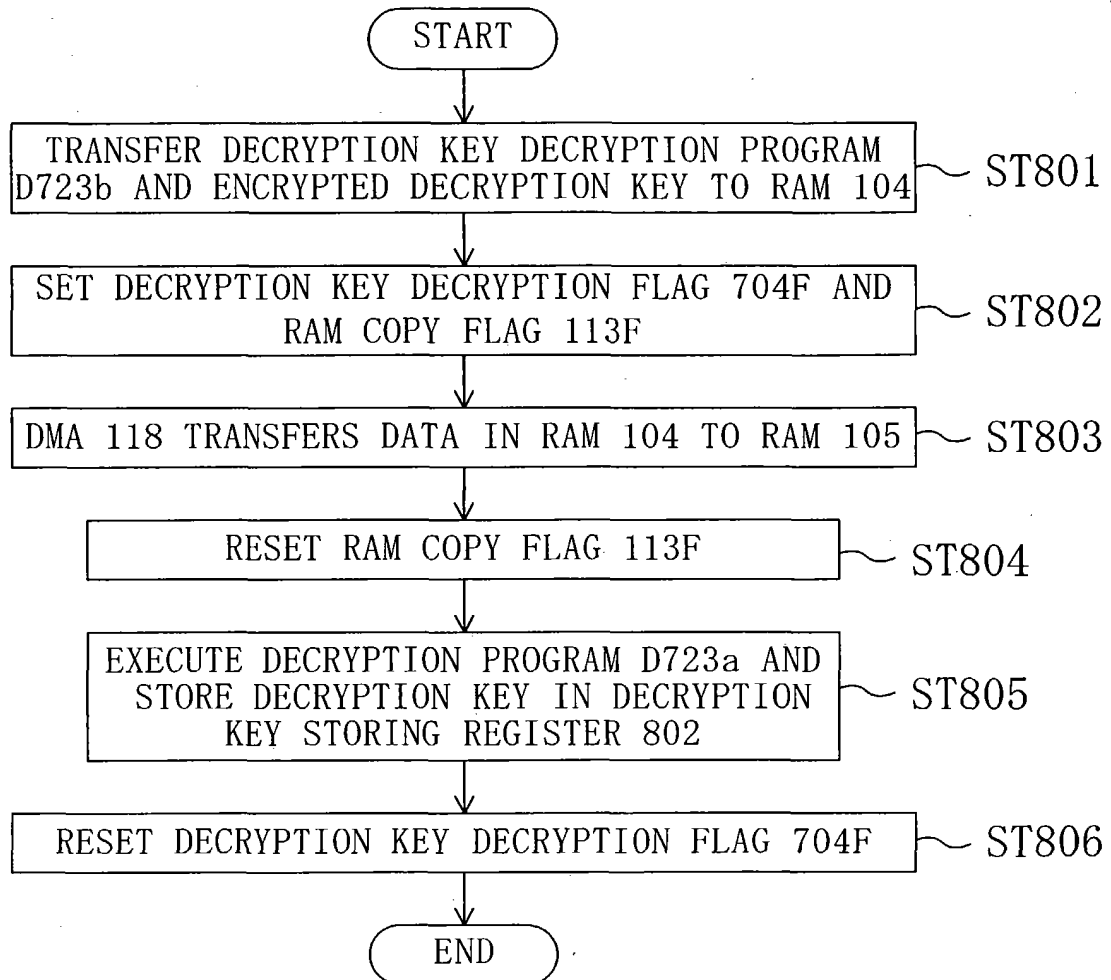 START
TRANSFER DECRYPTION KEY DECRYPTION PROGRAM
D723b AND ENCRYPTED DECRYPTION KEY TO RAM 104
ST801
SET DECRYPTION KEY DECRYPTION FLAG 704F AND
RAM COPY FLAG 113F
ST802
DMA 118 TRANSFERS DATA IN RAM 104 TO RAM 105
ST803
RESET RAM COPY FLAG 113F
ST804
EXECUTE DECRYPTION PROGRAM D723a AND
STORE DECRYPTION KEY IN DECRYPTION
KEY STORING REGISTER 802
ST805
RESET DECRYPTION KEY DECRYPTION FLAG 704F
ST806
END